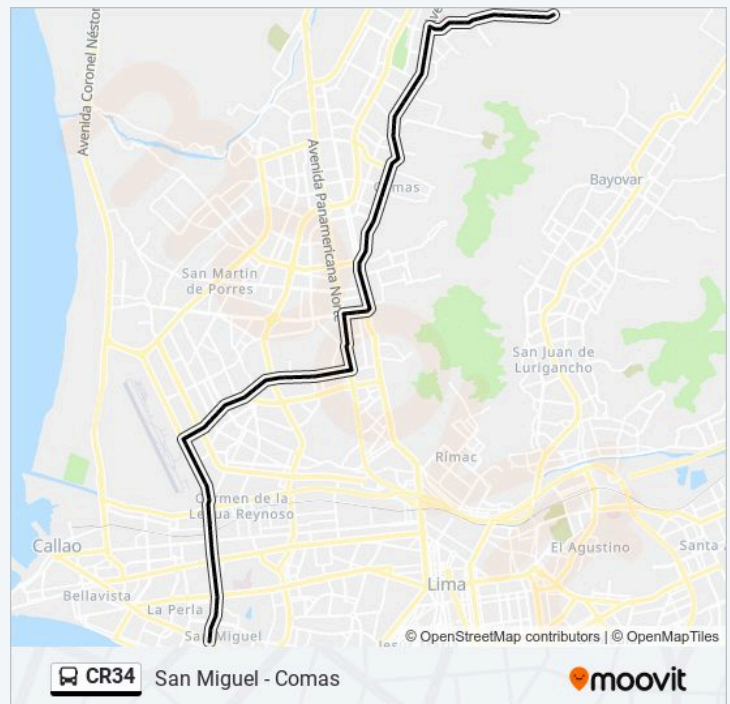 Avenida Coronel Néstor
Ave
Avenida Panamericana Norte
Comas
Bayovar
San Martín
de Porres
San Juan de
Lurigancho
Rímac
Carmen de la
Legua Reynoso
Callao
El Agustino
Santa
Bellavista
Lima
La Perla
San Miguel
© OpenStreetMap contributors | © OpenMapTiles
CR34 San Miguel - Comas
moovit